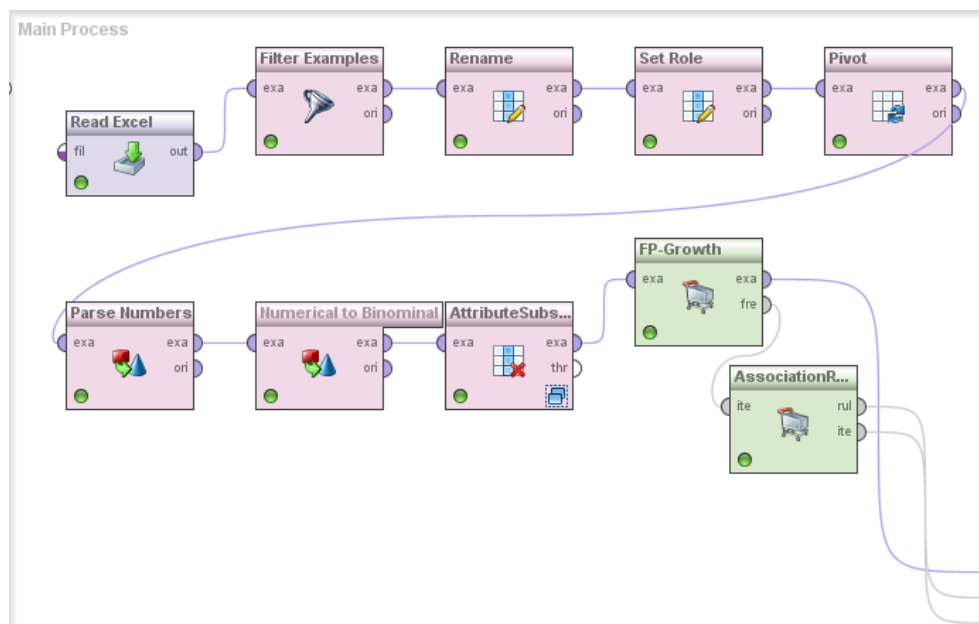 Main Process
Filter Examples
exa exa
ori
Rename
exa exa
ori
Set Role
exa exa
ori
Pivot
exa exa
ori
Read Excel
fil out
Parse Numbers
exa exa
ori
Numerical to Binominal
exa exa
ori
AttributeSubs...
exa exa
thr
FP-Growth
exa exa
fre
AssociationR...
ite rul
ite